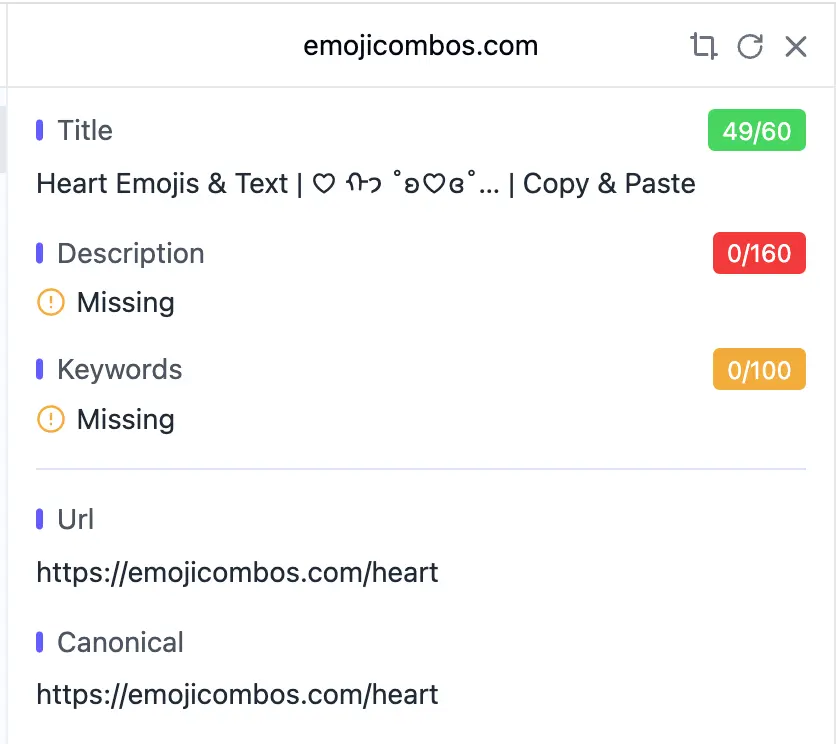 emojicombos.com
Title
49/60
Heart Emojis & Text | ♡ ᡣ𐭩 ˚ʚ♡ɞ˚... | Copy & Paste
Description
0/160
Missing
Keywords
0/100
Missing
Url
https://emojicombos.com/heart
Canonical
https://emojicombos.com/heart